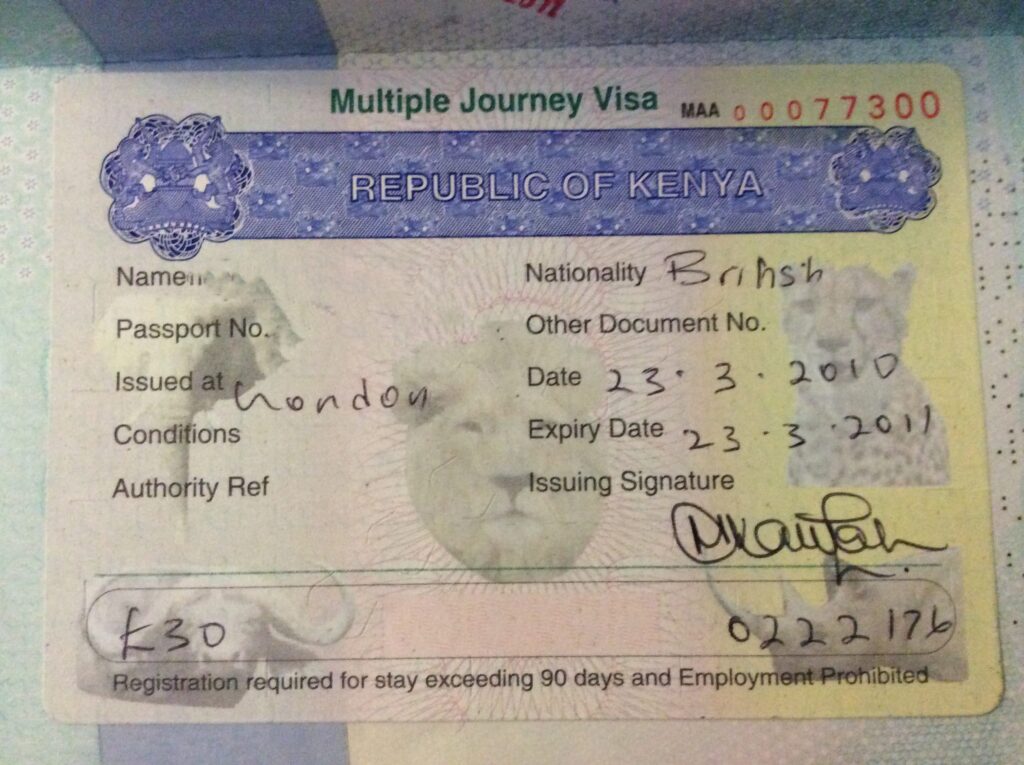 Multiple Journey Visa MAA 00077300
REPUBLIC OF KENYA
Name
Nationality British
Passport No.
Other Document No.
Issued at London
Date 23.3.2010
Conditions
Expiry Date 23.3.2011
Authority Ref
Issuing Signature
£30
0222176
Registration required for stay exceeding 90 days and Employment Prohibited